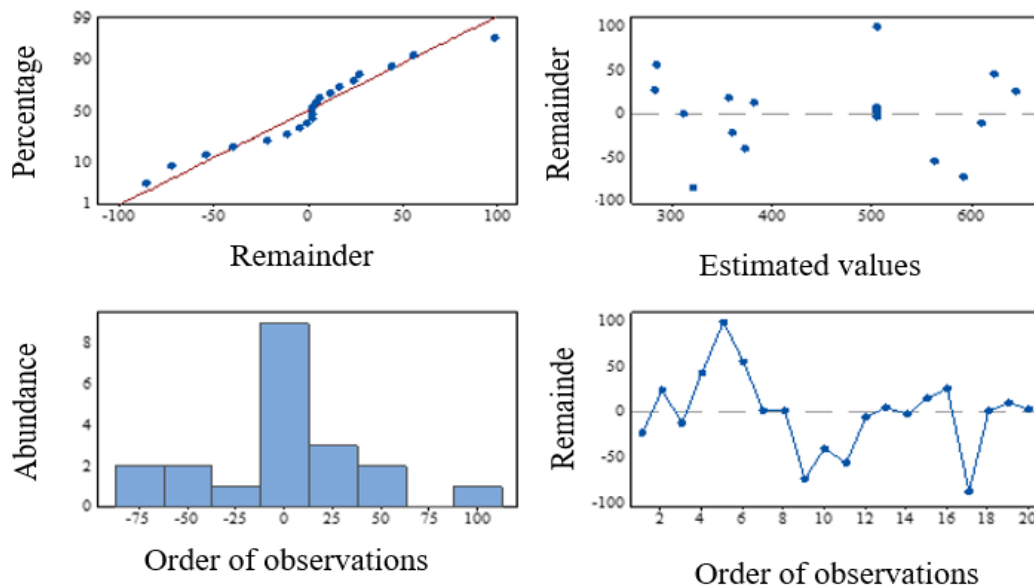 99
90
50
10
1
Percentage
-100 -50 0 50 100
Remainder
100
50
0
-50
-100
Remainder
300 400 500 600
Estimated values
8
6
4
2
0
Abundance
-75 -50 -25 0 25 50 75 100
Order of observations
100
50
0
-50
-100
Remainde
2 4 6 8 10 12 14 16 18 20
Order of observations